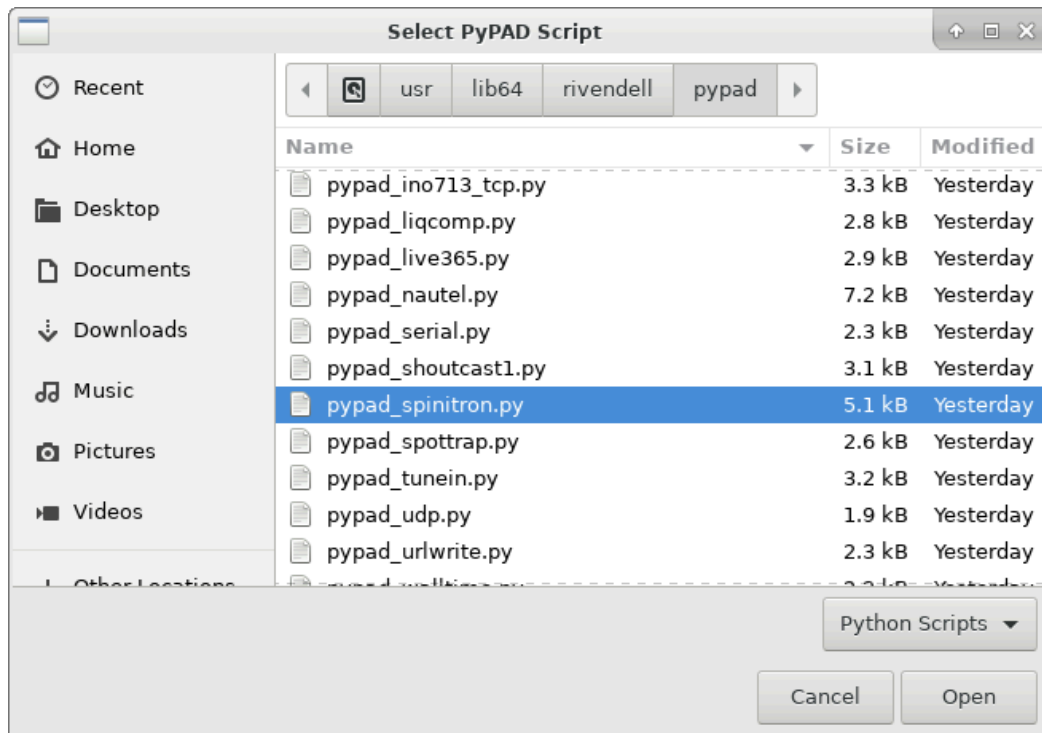 Select PyPAD Script
Recent
Home
Desktop
Documents
Downloads
Music
Pictures
Videos
Other Locations
usr lib64 rivendell pypad
Name Size Modified
pypad_ino713_tcp.py 3.3 kB Yesterday
pypad_liqcomp.py 2.8 kB Yesterday
pypad_live365.py 2.9 kB Yesterday
pypad_nautel.py 7.2 kB Yesterday
pypad_serial.py 2.3 kB Yesterday
pypad_shoutcast1.py 3.1 kB Yesterday
pypad_spinitron.py 5.1 kB Yesterday
pypad_spottrap.py 2.6 kB Yesterday
pypad_tunein.py 3.2 kB Yesterday
pypad_udp.py 1.9 kB Yesterday
pypad_urlwrite.py 2.3 kB Yesterday
Python Scripts
Cancel Open